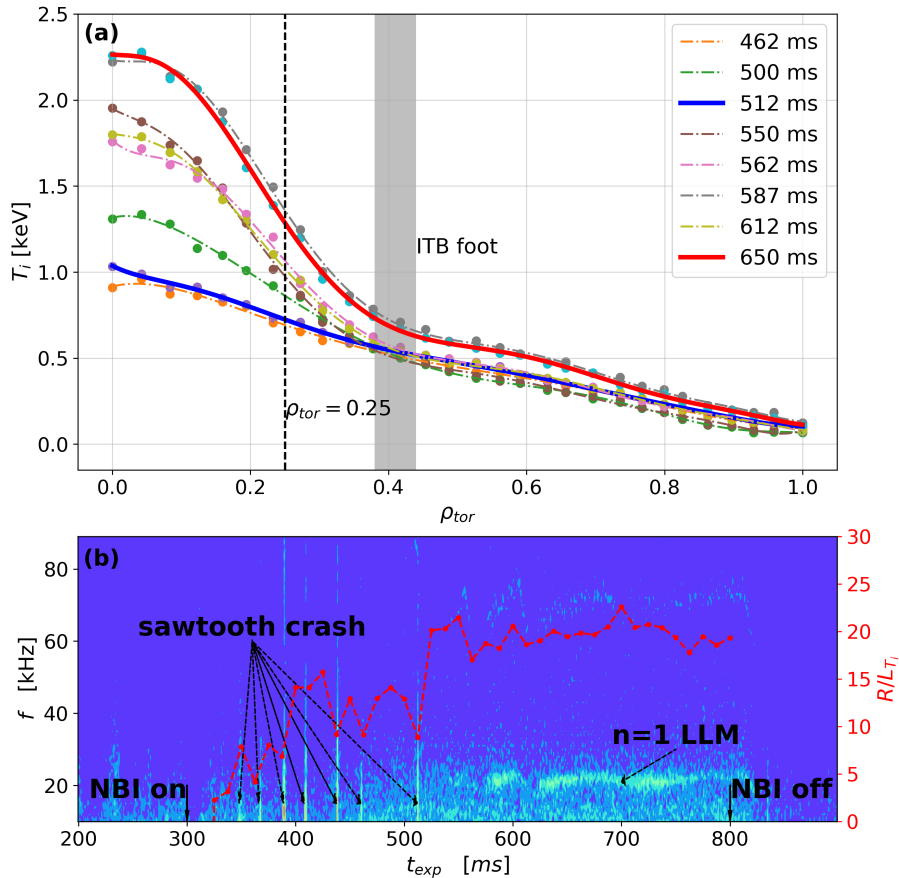 (a)
2.5
2.0
1.5
1.0
0.5
0.0
T_i [keV]
462 ms
500 ms
512 ms
550 ms
562 ms
587 ms
612 ms
650 ms
ITB foot
ρ_tor = 0.25
0.0 0.2 0.4 0.6 0.8 1.0
ρ_tor
(b)
80
60
40
20
f [kHz]
30
25
20
15
10
5
0
R/L_{T_i}
sawtooth crash
n=1 LLM
NBI on
NBI off
200 300 400 500 600 700 800
t_exp [ms]